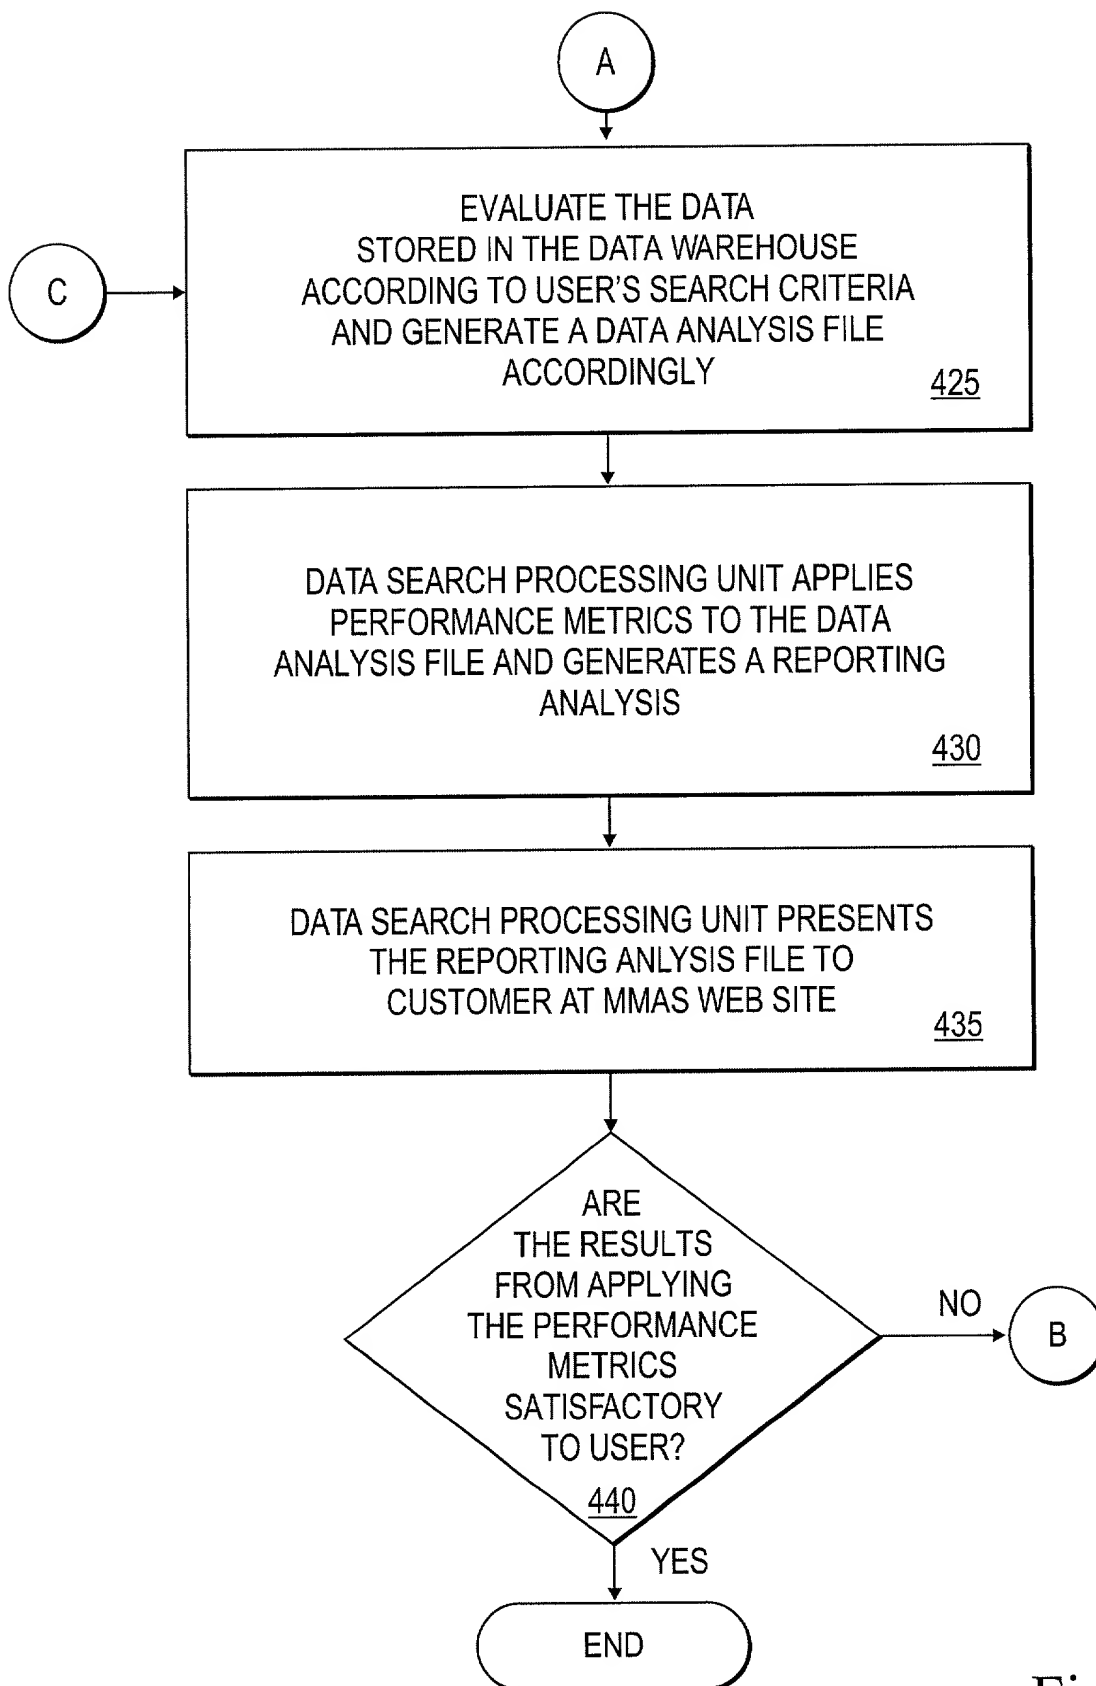 A
EVALUATE THE DATA
STORED IN THE DATA WAREHOUSE
C
ACCORDING TO USER'S SEARCH CRITERIA
AND GENERATE A DATA ANALYSIS FILE
ACCORDINGLY
425
DATA SEARCH PROCESSING UNIT APPLIES
PERFORMANCE METRICS TO THE DATA
ANALYSIS FILE AND GENERATES A REPORTING
ANALYSIS
430
DATA SEARCH PROCESSING UNIT PRESENTS
THE REPORTING ANLYSIS FILE TO
CUSTOMER AT MMAS WEB SITE
435
ARE
THE RESULTS
FROM APPLYING
THE PERFORMANCE
METRICS
SATISFACTORY
TO USER?
440
NO
B
YES
END